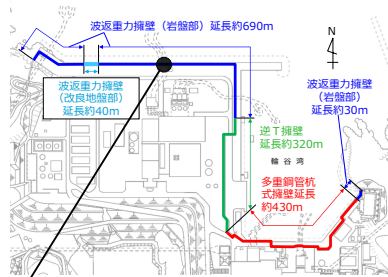 波返重力擁壁（岩盤部）延長約690m
N
波返重力擁壁
（改良地盤部）
延長約40m
波返重力擁壁
（岩盤部）
延長約30m
逆T擁壁
延長約320m
輪谷湾
多重鋼管杭
式擁壁延長
約430m